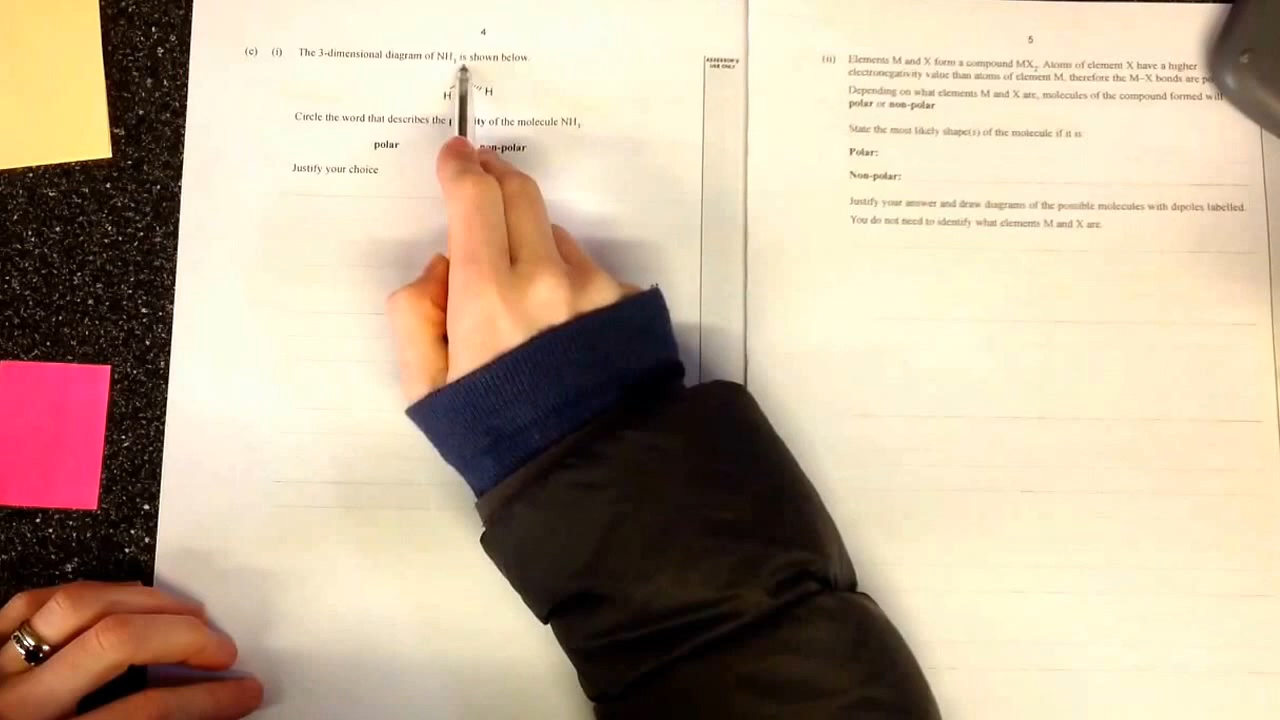 4
(c) (i) The 3-dimensional diagram of NH₃ is shown below.
H H
Circle the word that describes the ity of the molecule NH₃.
polar non-polar
Justify your choice
ASSESSOR'S
USE ONLY
5
(ii) Elements M and X form a compound MX₂. Atoms of element X have a higher
electronegativity value than atoms of element M, therefore the M–X bonds are
Depending on what elements M and X are, molecules of the compound formed will
polar or non-polar
State the most likely shape(s) of the molecule if it is:
Polar:
Non-polar:
Justify your answer and draw diagrams of the possible molecules with dipoles labelled.
You do not need to identify what elements M and X are.